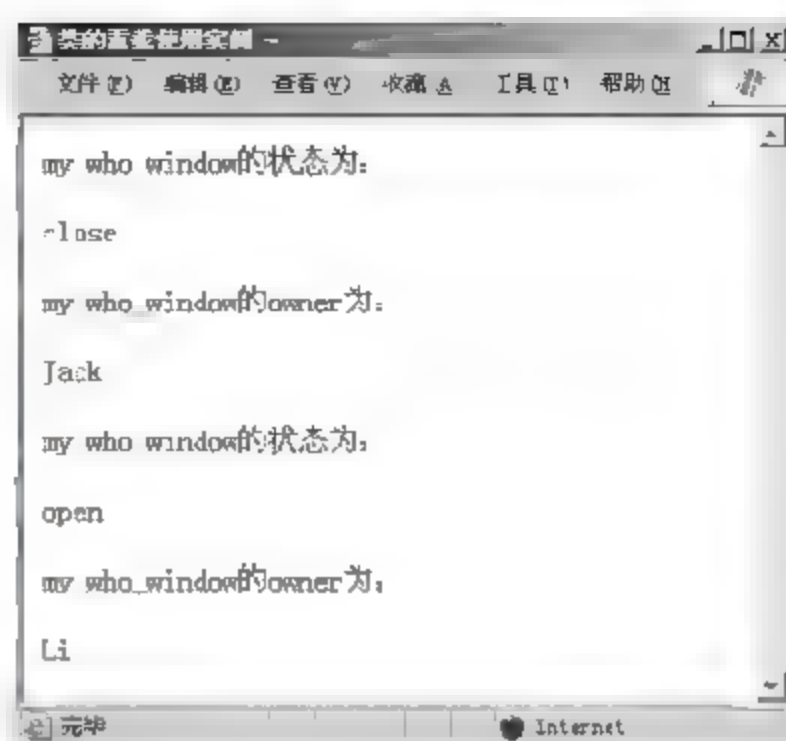 类的重载使用实例 -
文件(F) 编辑(E) 查看(V) 收藏 A 工具(T) 帮助(H
my who window的状态为:
close
my who_window的owner为:
Jack
my who window的状态为:
open
my who_window的owner为:
Li
完毕 Internet